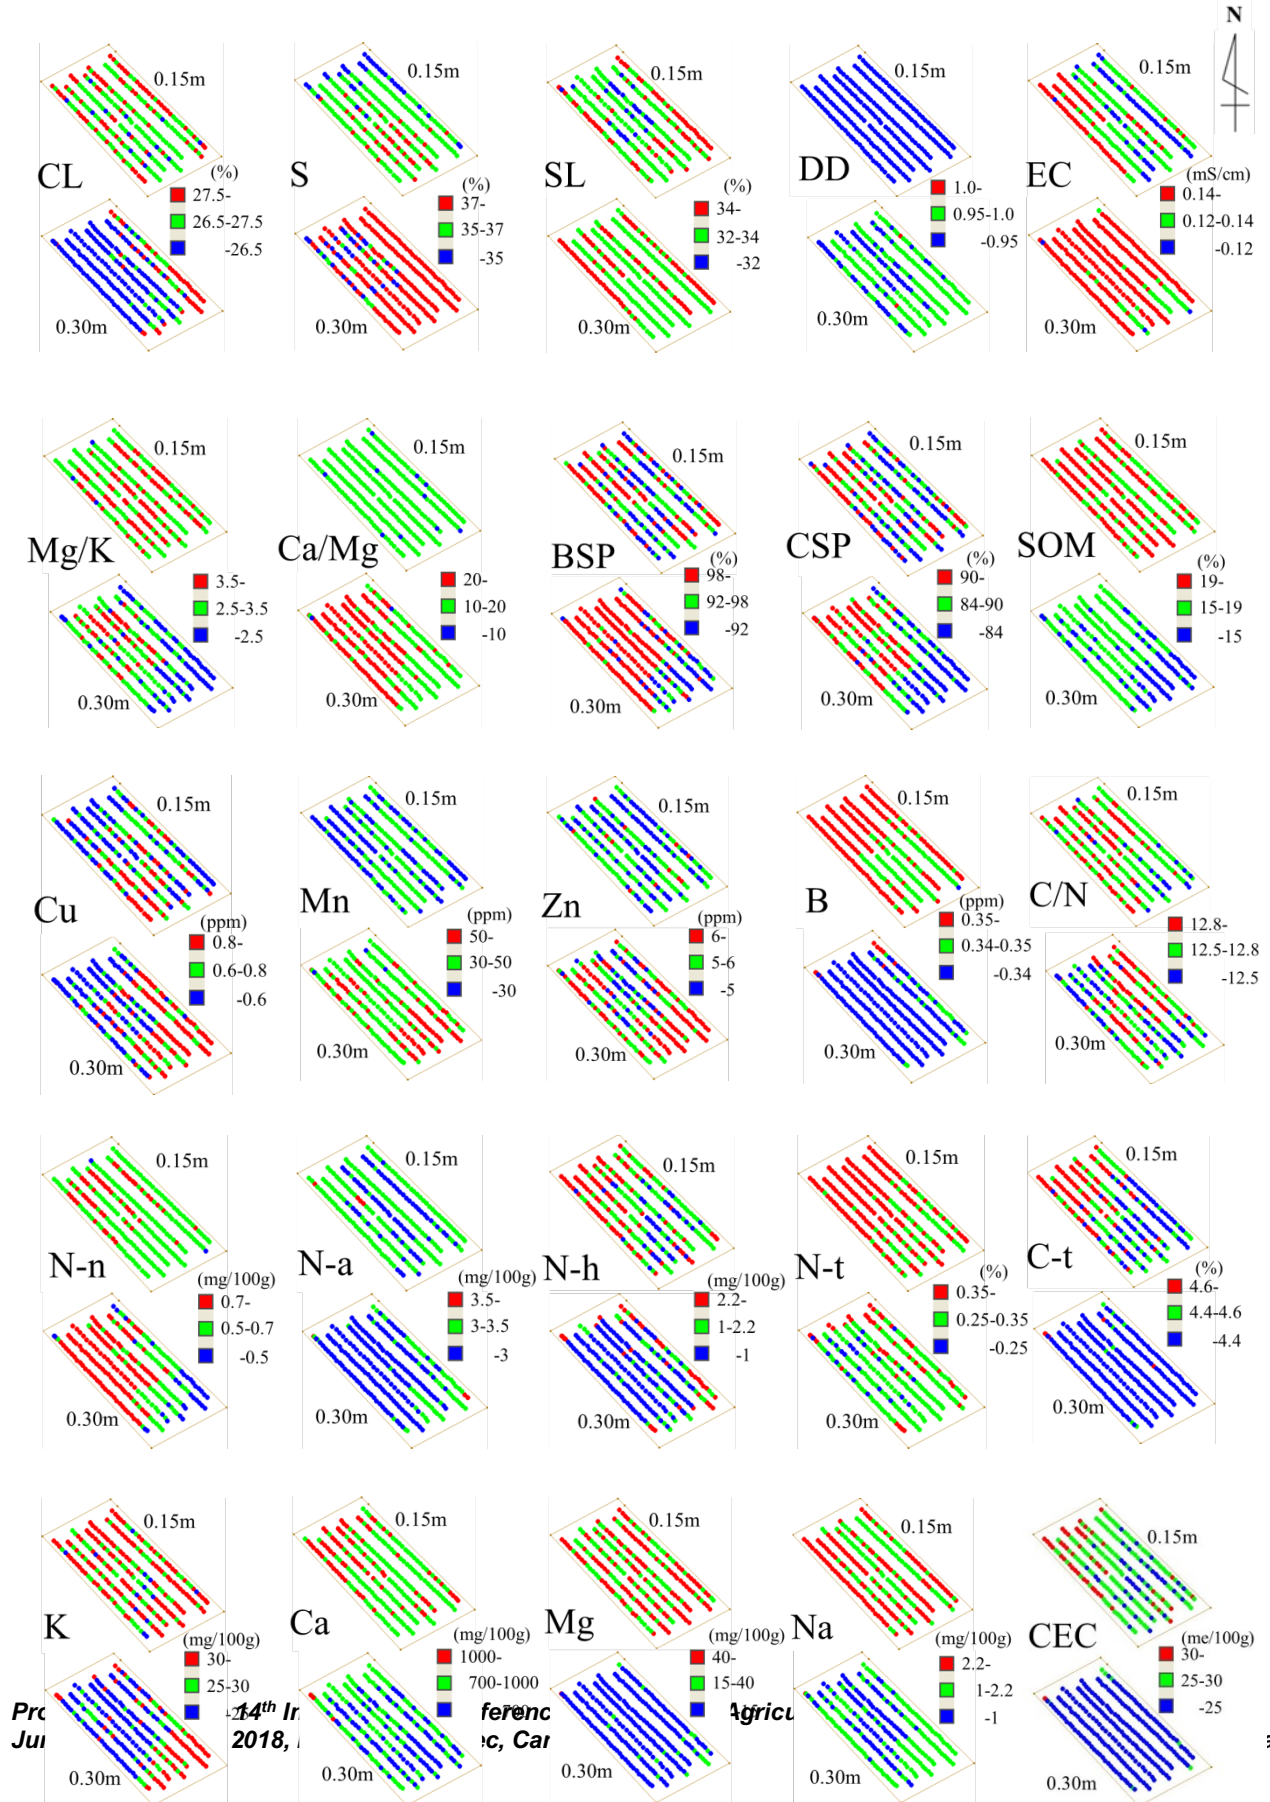 N
0.15m
0.15m
0.15m
0.15m
0.15m
CL
S
SL
DD
EC
(%)
27.5-
26.5-27.5
-26.5
(%)
37-
35-37
-35
(%)
34-
32-34
-32
1.0-
0.95-1.0
-0.95
(mS/cm)
0.14-
0.12-0.14
-0.12
0.30m
0.30m
0.30m
0.30m
0.30m
0.15m
0.15m
0.15m
0.15m
0.15m
Mg/K
Ca/Mg
BSP
CSP
SOM
3.5-
2.5-3.5
-2.5
20-
10-20
-10
(%)
98-
92-98
-92
(%)
90-
84-90
-84
(%)
19-
15-19
-15
0.30m
0.30m
0.30m
0.30m
0.30m
0.15m
0.15m
0.15m
0.15m
0.15m
Cu
Mn
Zn
B
C/N
(ppm)
0.8-
0.6-0.8
-0.6
(ppm)
50-
30-50
-30
(ppm)
6-
5-6
-5
(ppm)
0.35-
0.34-0.35
-0.34
12.8-
12.5-12.8
-12.5
0.30m
0.30m
0.30m
0.30m
0.30m
0.15m
0.15m
0.15m
0.15m
0.15m
N-n
N-a
N-h
N-t
C-t
(mg/100g)
0.7-
0.5-0.7
-0.5
(mg/100g)
3.5-
3-3.5
-3
(mg/100g)
2.2-
1-2.2
-1
(%)
0.35-
0.25-0.35
-0.25
(%)
4.6-
4.4-4.6
-4.4
0.30m
0.30m
0.30m
0.30m
0.30m
0.15m
0.15m
0.15m
0.15m
0.15m
K
Ca
Mg
Na
CEC
(mg/100g)
30-
25-30
(mg/100g)
1000-
700-1000
(mg/100g)
40-
15-40
(mg/100g)
2.2-
1-2.2
-1
(me/100g)
30-
25-30
-25
14th In
Agricu
2018,
ec, Can
0.30m
0.30m
0.30m
0.30m
0.30m